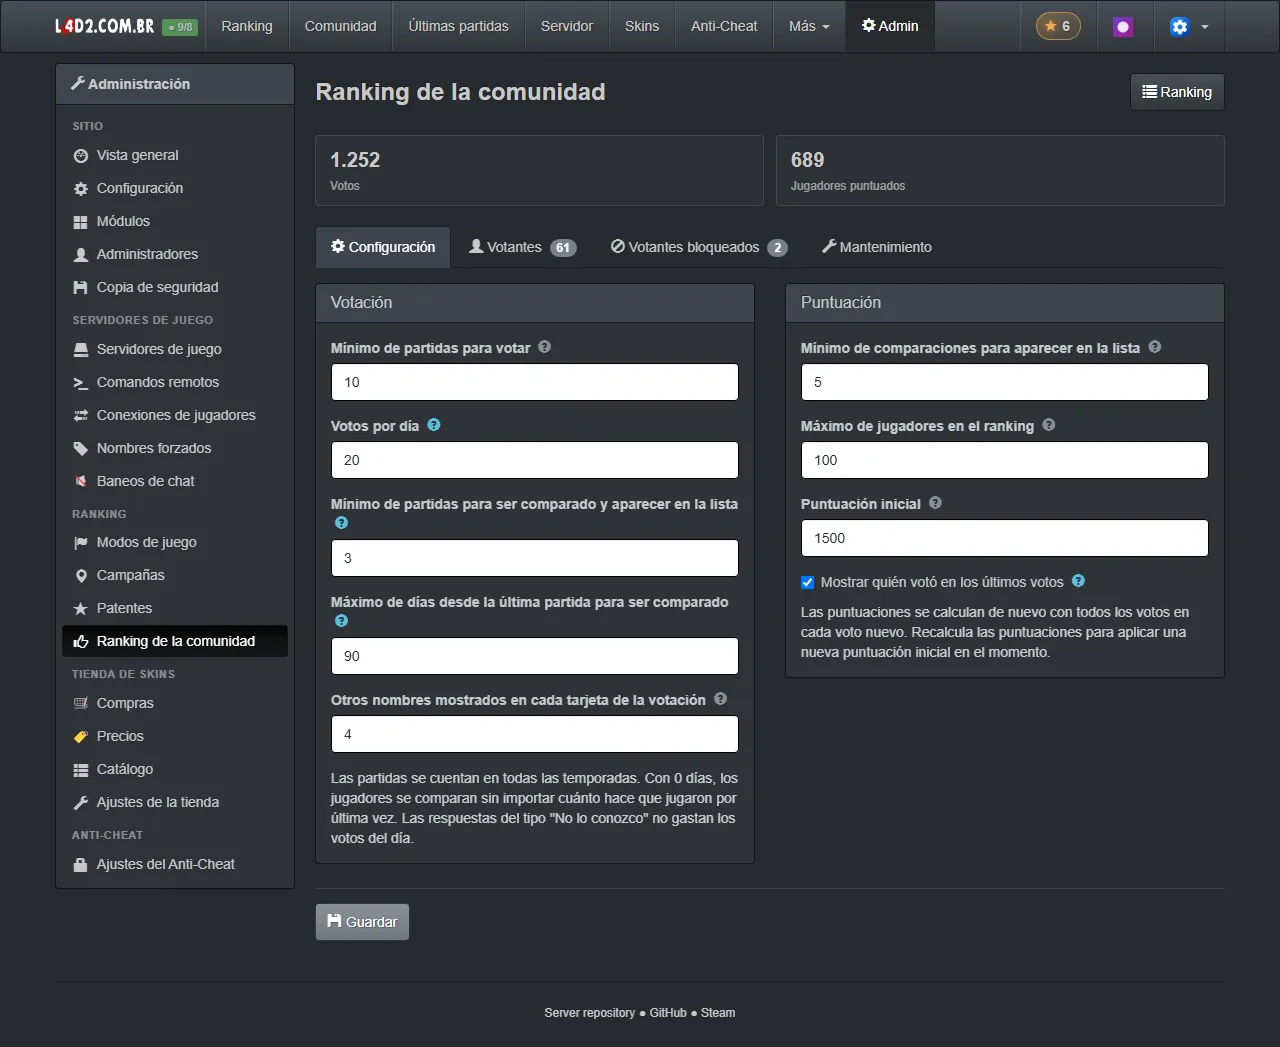 L4D2.COM.BR
9/8
Ranking
Comunidad
Últimas partidas
Servidor
Skins
Anti-Cheat
Más
Admin
6
Administración
SITIO
Vista general
Configuración
Módulos
Administradores
Copia de seguridad
SERVIDORES DE JUEGO
Servidores de juego
Comandos remotos
Conexiones de jugadores
Nombres forzados
Baneos de chat
RANKING
Modos de juego
Campañas
Patentes
Ranking de la comunidad
TIENDA DE SKINS
Compras
Precios
Catálogo
Ajustes de la tienda
ANTI-CHEAT
Ajustes del Anti-Cheat
Ranking de la comunidad
Ranking
1.252
Votos
689
Jugadores puntuados
Configuración
Votantes 61
Votantes bloqueados 2
Mantenimiento
Votación
Mínimo de partidas para votar
10
Votos por día
20
Mínimo de partidas para ser comparado y aparecer en la lista
3
Máximo de días desde la última partida para ser comparado
90
Otros nombres mostrados en cada tarjeta de la votación
4
Las partidas se cuentan en todas las temporadas. Con 0 días, los
jugadores se comparan sin importar cuánto hace que jugaron por
última vez. Las respuestas del tipo "No lo conozco" no gastan los
votos del día.
Puntuación
Mínimo de comparaciones para aparecer en la lista
5
Máximo de jugadores en el ranking
100
Puntuación inicial
1500
Mostrar quién votó en los últimos votos
Las puntuaciones se calculan de nuevo con todos los votos en
cada voto nuevo. Recalcula las puntuaciones para aplicar una
nueva puntuación inicial en el momento.
Guardar
Server repository ● GitHub ● Steam